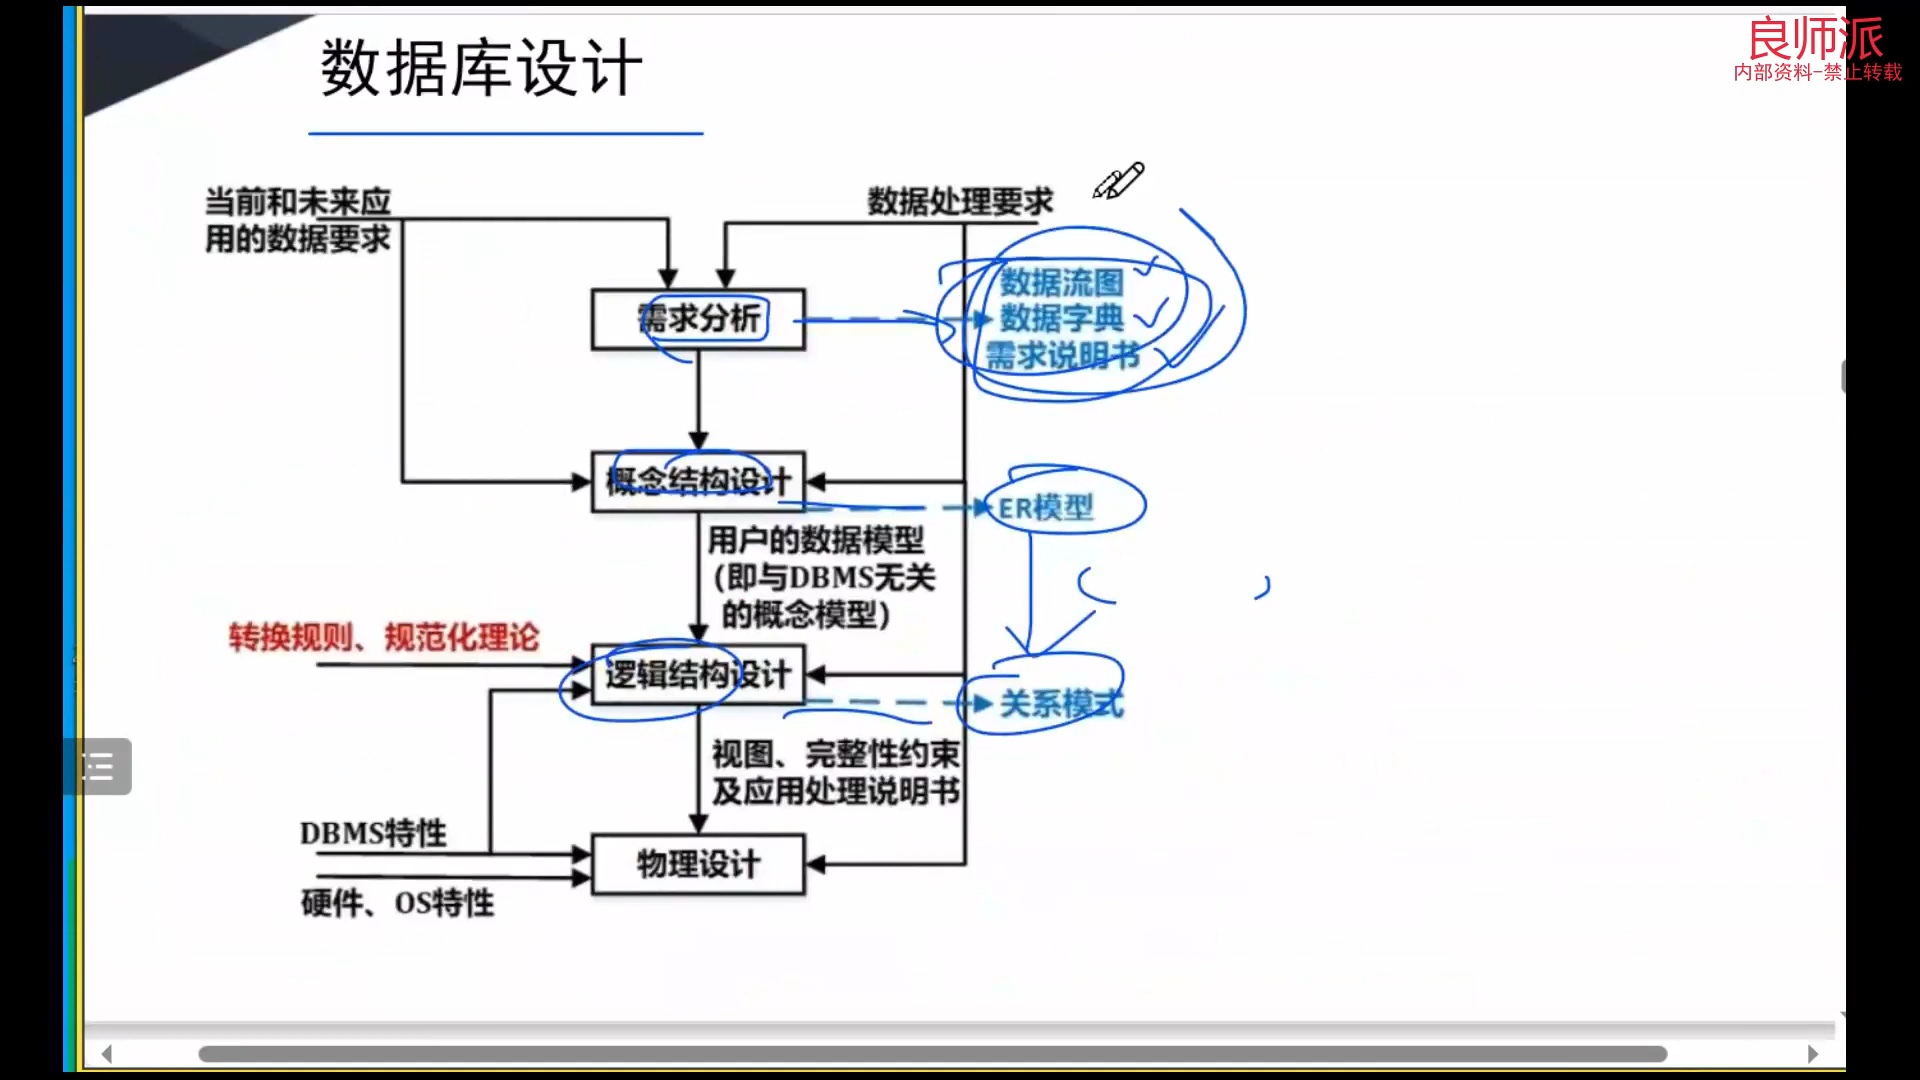 良师派
内部资料-禁止转载
数据库设计
当前和未来应
用的数据要求
数据处理要求
数据流图
数据字典
需求说明书
需求分析
概念结构设计
ER模型
用户的数据模型
（即与DBMS无关
的概念模型）
转换规则、规范化理论
逻辑结构设计
关系模式
视图、完整性约束
及应用处理说明书
DBMS特性
物理设计
硬件、OS特性